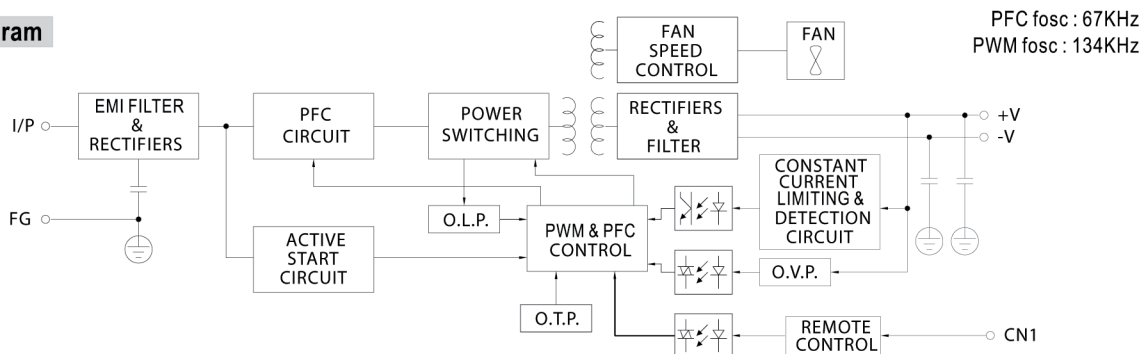 ram
PFC fosc : 67KHz
PWM fosc : 134KHz
FAN
SPEED
CONTROL
FAN
I/P
EMI FILTER
&
RECTIFIERS
PFC
CIRCUIT
POWER
SWITCHING
RECTIFIERS
&
FILTER
+V
-V
FG
O.L.P.
PWM & PFC
CONTROL
CONSTANT
CURRENT
LIMITING &
DETECTION
CIRCUIT
ACTIVE
START
CIRCUIT
O.V.P.
O.T.P.
REMOTE
CONTROL
CN1